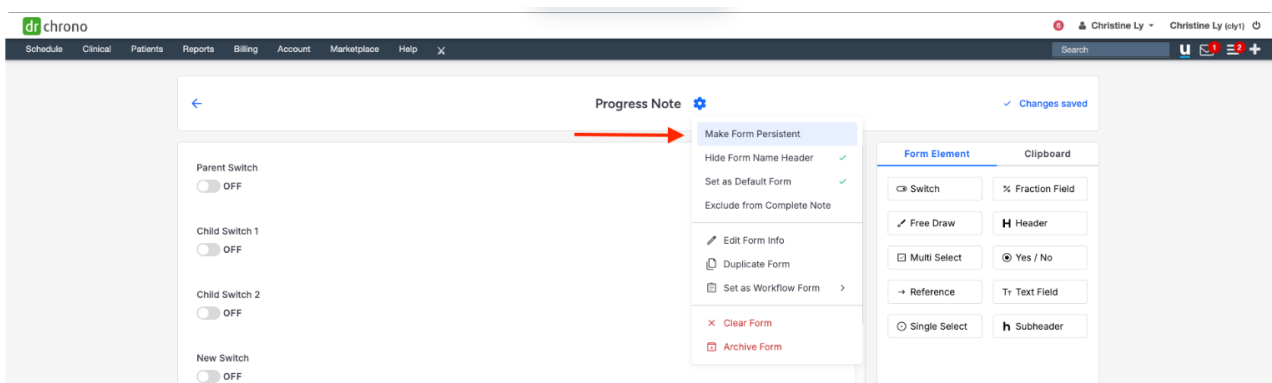 dr chrono
6 Christine Ly Christine Ly (cly1)
Schedule Clinical Patients Reports Billing Account Marketplace Help Search u 1 2
Progress Note
Changes saved
Make Form Persistent
Hide Form Name Header
Set as Default Form
Exclude from Complete Note
Edit Form Info
Duplicate Form
Set as Workflow Form
Clear Form
Archive Form
Parent Switch
OFF
Child Switch 1
OFF
Child Switch 2
OFF
New Switch
OFF
Form Element Clipboard
Switch % Fraction Field
Free Draw H Header
Multi Select Yes / No
Reference TT Text Field
Single Select h Subheader